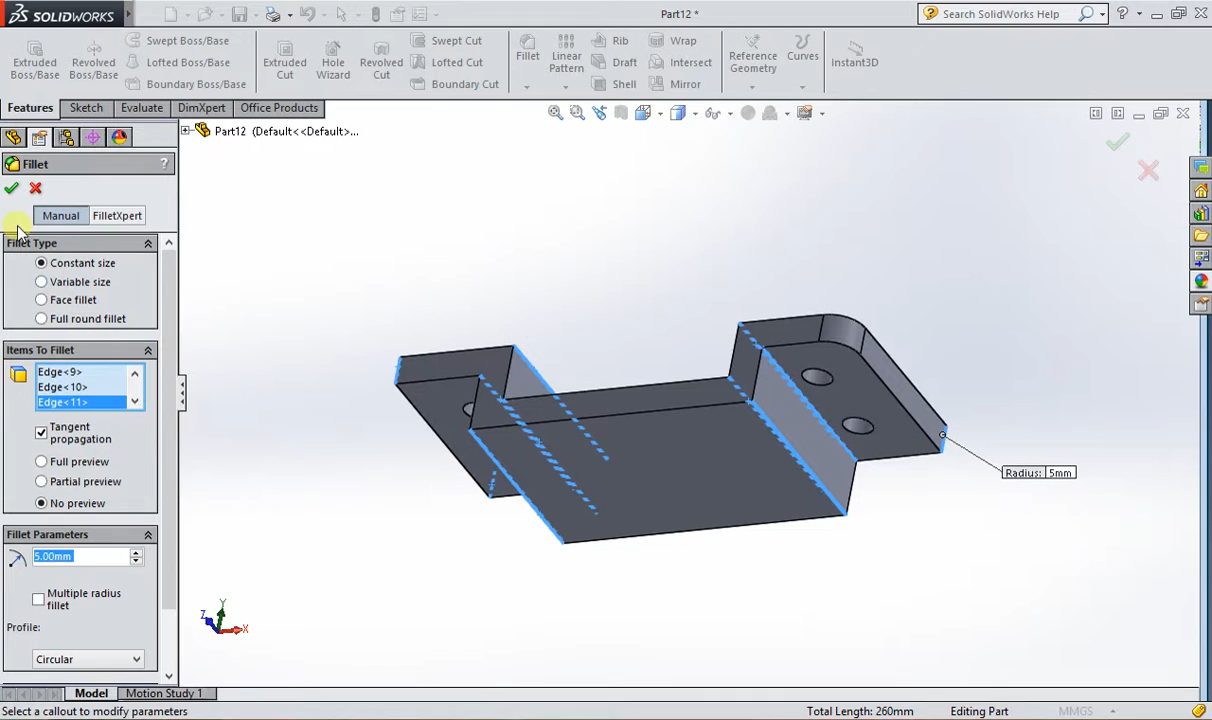 SOLIDWORKS
Part12 *
Search SolidWorks Help
Extruded Boss/Base
Revolved Boss/Base
Swept Boss/Base
Lofted Boss/Base
Boundary Boss/Base
Extruded Cut
Hole Wizard
Revolved Cut
Swept Cut
Lofted Cut
Boundary Cut
Fillet
Linear Pattern
Rib
Draft
Shell
Wrap
Intersect
Mirror
Reference Geometry
Curves
Instant3D
Features Sketch Evaluate DimXpert Office Products
Part12 (Default<<Default>...
Fillet ?
Manual FilletXpert
Fillet Type
Constant size
Variable size
Face fillet
Full round fillet
Items To Fillet
Edge<9>
Edge<10>
Edge<11>
Tangent
propagation
Full preview
Partial preview
No preview
Fillet Parameters
5.00mm
Multiple radius
fillet
Profile:
Circular
Radius: 5mm
Y
Z
X
Model Motion Study 1
Select a callout to modify parameters Total Length: 260mm Editing Part MMGS